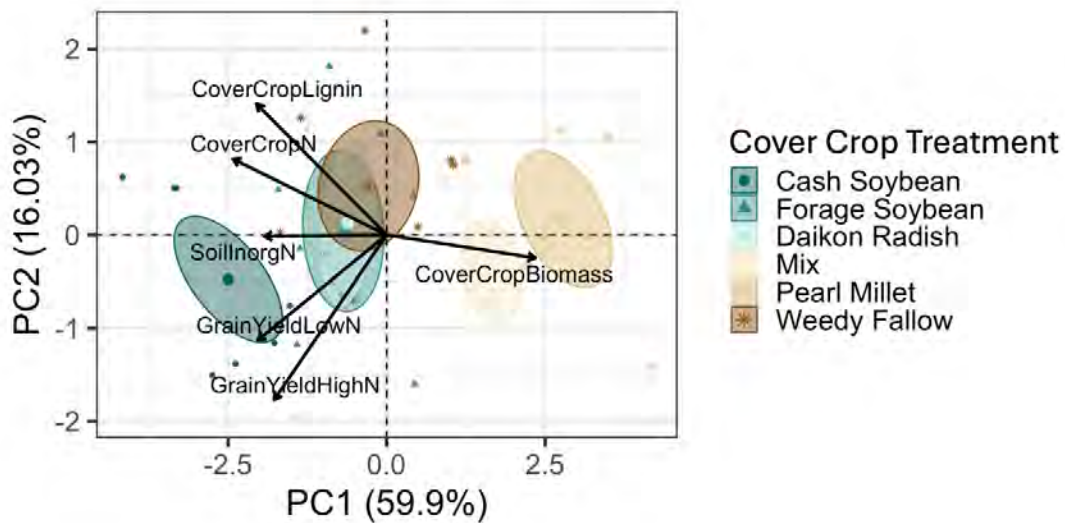 2
1
0
-1
-2
PC2 (16.03%)
CoverCropLignin
CoverCropN
SoilInorgN
CoverCropBiomass
GrainYieldLowN
GrainYieldHighN
-2.5
0.0
2.5
PC1 (59.9%)
Cover Crop Treatment
Cash Soybean
Forage Soybean
Daikon Radish
Mix
Pearl Millet
Weedy Fallow